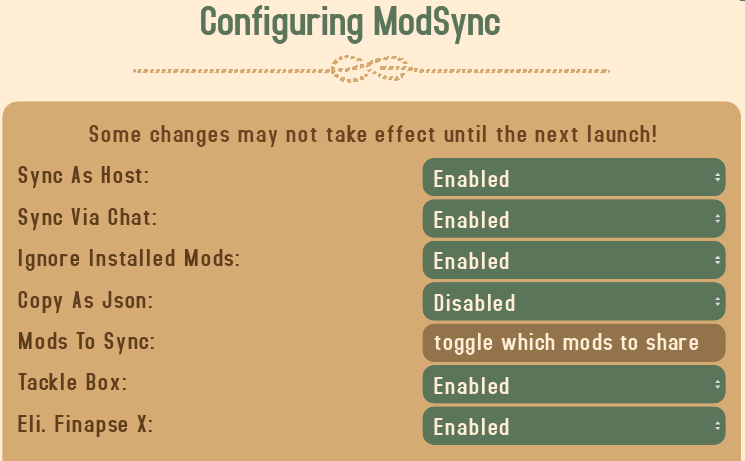 Configuring ModSync
Some changes may not take effect until the next launch!
Sync As Host: Enabled
Sync Via Chat: Enabled
Ignore Installed Mods: Enabled
Copy As Json: Disabled
Mods To Sync: toggle which mods to share
Tackle Box: Enabled
Eli. Finapse X: Enabled